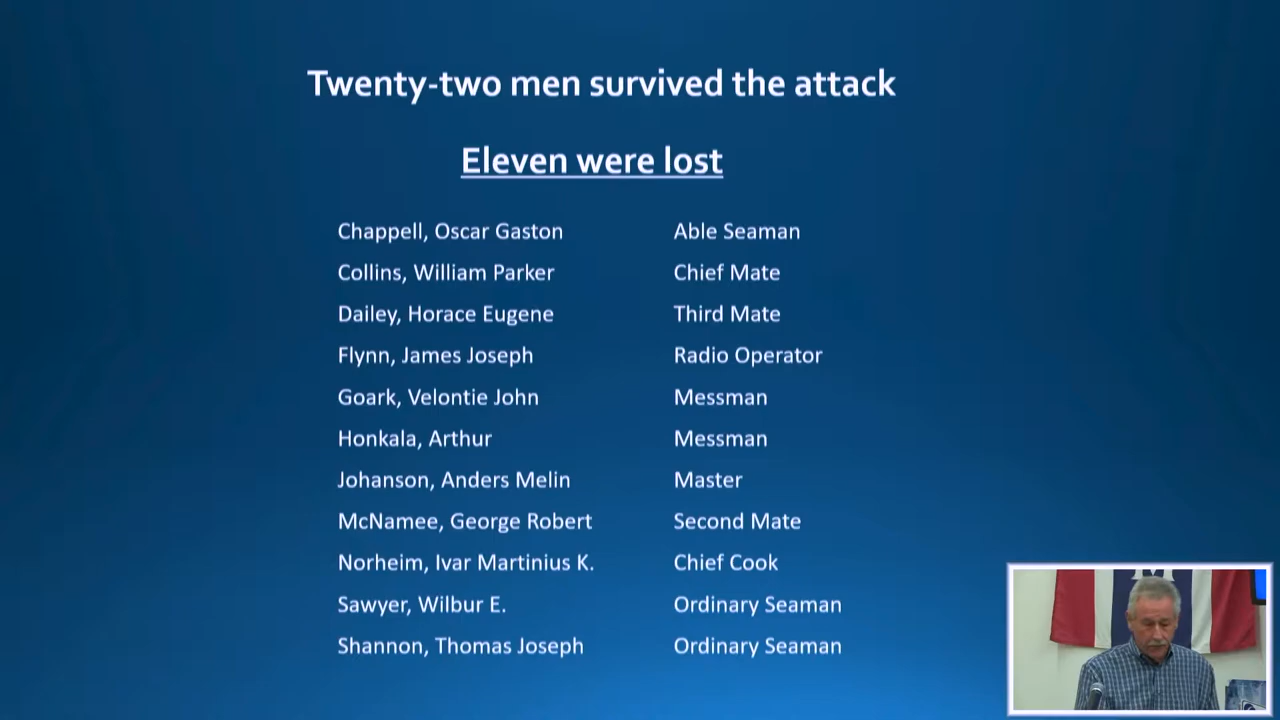 Twenty-two men survived the attack
Eleven were lost
Chappell, Oscar Gaston Able Seaman
Collins, William Parker Chief Mate
Dailey, Horace Eugene Third Mate
Flynn, James Joseph Radio Operator
Goark, Velontie John Messman
Honkala, Arthur Messman
Johanson, Anders Melin Master
McNamee, George Robert Second Mate
Norheim, Ivar Martinius K. Chief Cook
Sawyer, Wilbur E. Ordinary Seaman
Shannon, Thomas Joseph Ordinary Seaman
M